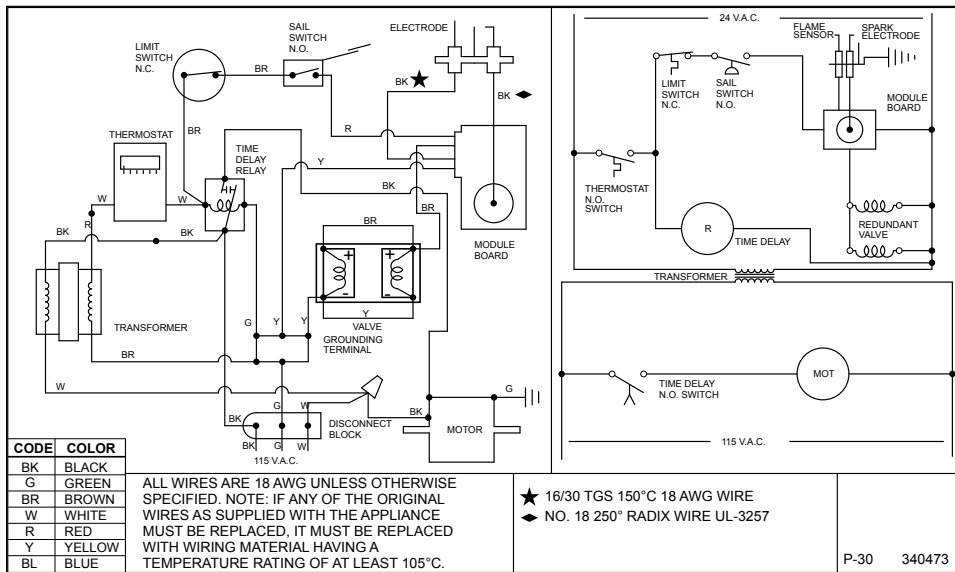 LIMIT
SWITCH
N.C.
SAIL
SWITCH
N.O.
ELECTRODE
BR
BK ★
BK ◆
R
BR
THERMOSTAT
TIME
DELAY
RELAY
Y
BK
W
W
R
BK
BK
BR
BR
MODULE
BOARD
+
+
-
-
TRANSFORMER
G
Y
Y
Y
VALVE
GROUNDING
TERMINAL
BR
W
G
W
BK
DISCONNECT
BLOCK
BK
G
W
115 V.A.C.
BK
MOTOR
G
24 V.A.C.
FLAME
SENSOR
SPARK
ELECTRODE
LIMIT
SWITCH
N.C.
SAIL
SWITCH
N.O.
MODULE
BOARD
THERMOSTAT
N.O.
SWITCH
R
TIME DELAY
REDUNDANT
VALVE
TRANSFORMER
TIME DELAY
N.O. SWITCH
MOT
115 V.A.C.
CODE COLOR
BK BLACK
G GREEN
BR BROWN
W WHITE
R RED
Y YELLOW
BL BLUE
ALL WIRES ARE 18 AWG UNLESS OTHERWISE
SPECIFIED. NOTE: IF ANY OF THE ORIGINAL
WIRES AS SUPPLIED WITH THE APPLIANCE
MUST BE REPLACED, IT MUST BE REPLACED
WITH WIRING MATERIAL HAVING A
TEMPERATURE RATING OF AT LEAST 105°C.
★ 16/30 TGS 150°C 18 AWG WIRE
◆ NO. 18 250° RADIX WIRE UL-3257
P-30 340473